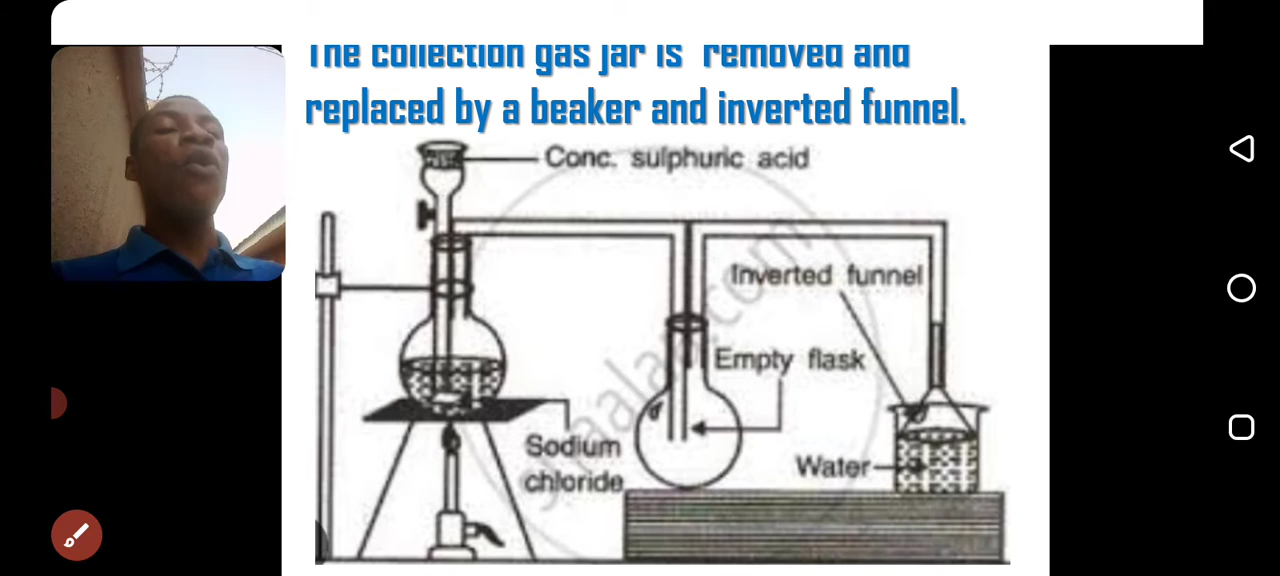 The collection gas jar is removed and
replaced by a beaker and inverted funnel.
Conc. sulphuric acid
Inverted funnel
Empty flask
Sodium
chloride
Water